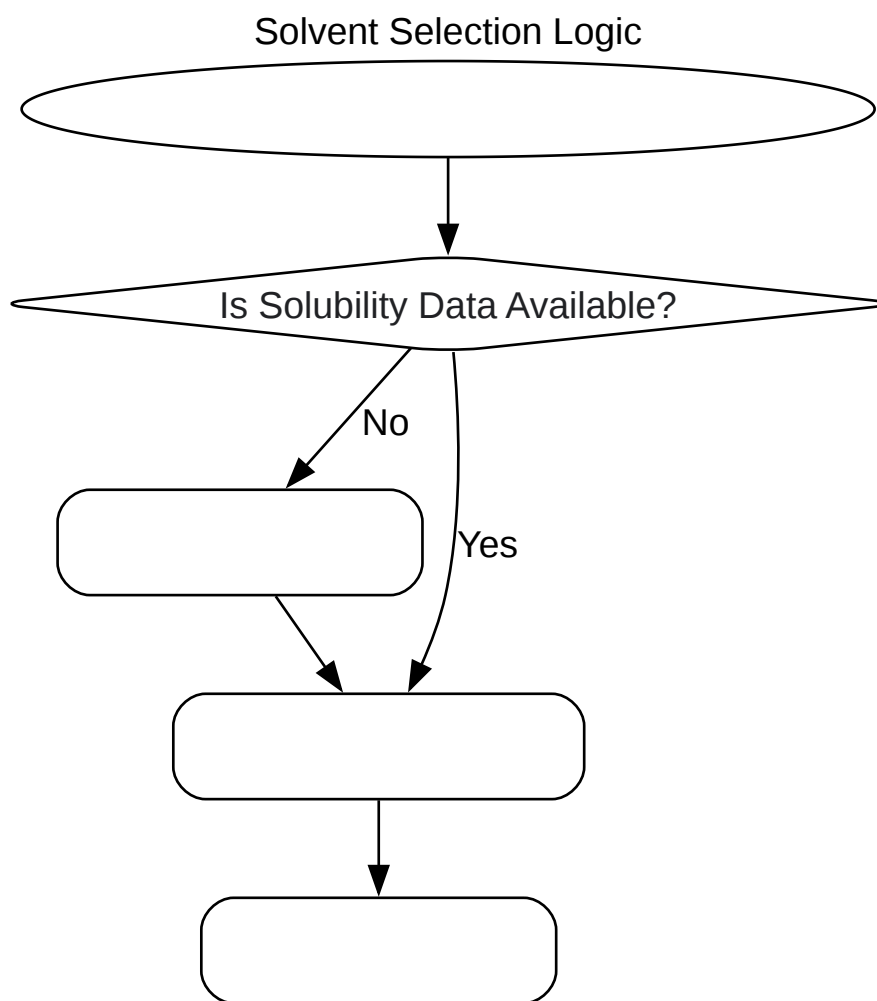 Solvent Selection Logic
Is Solubility Data Available?
No
Yes